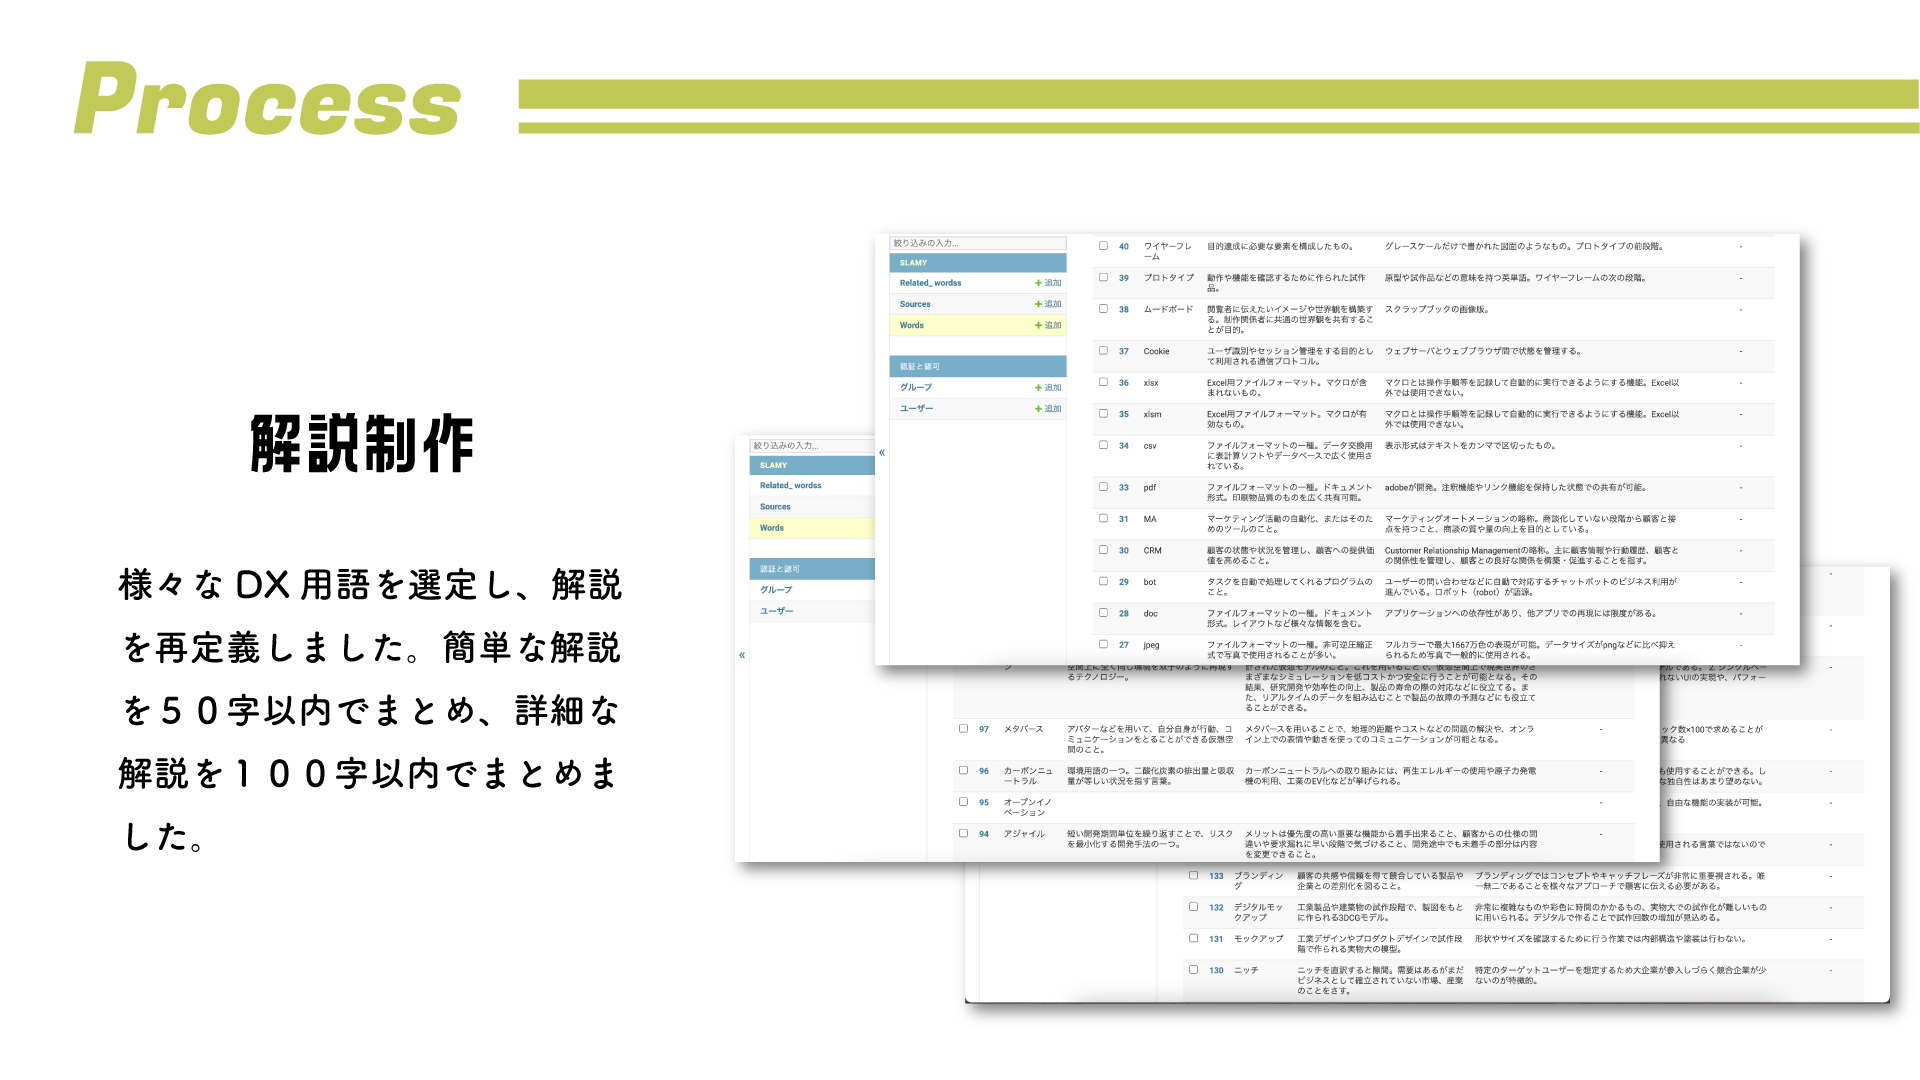 Process
解説制作
様々な DX 用語を選定し、解説
を再定義しました。簡単な解説
を５０字以内でまとめ、詳細な
解説を１００字以内でまとめま
した。
絞り込みの入力...
SLAMY
Related_ wordss
+ 追加
Sources
+ 追加
Words
+ 追加
認証と認可
グループ
+ 追加
ユーザー
+ 追加
«
40 ワイヤーフレ 目的達成に必要な要素を構成したもの。 グレースケールだけで書かれた図面のようなもの。プロトタイプの前段階。 -
ーム
39 プロトタイプ 動作や機能を確認するために作られた試作 原型や試作品などの意味を持つ英単語。ワイヤーフレームの次の段階。 -
品。
38 ムードボード 閲覧者に伝えたいイメージや世界観を構築す スクラップブックの画像版。 -
る。制作関係者に共通の世界観を共有するこ
とが目的。
37 Cookie ユーザ識別やセッション管理をする目的とし ウェブサーバとウェブブラウザ間で状態を管理する。 -
て利用される通信プロトコル。
36 xlsx Excel用ファイルフォーマット。マクロが含 マクロとは操作手順等を記録して自動的に実行できるようにする機能。Excel以 -
まれないもの。 外では使用できない。
35 xlsm Excel用ファイルフォーマット。マクロが有 マクロとは操作手順等を記録して自動的に実行できるようにする機能。Excel以 -
効なもの。 外では使用できない。
34 csv ファイルフォーマットの一種。データ交換用 表示形式はテキストをカンマで区切ったもの。 -
に表計算ソフトやデータベースで広く使用さ
れている。
33 pdf ファイルフォーマットの一種。ドキュメント adobeが開発。注釈機能やリンク機能を保持した状態での共有が可能。 -
形式。印刷物品質のものを広く共有可能。
31 MA マーケティング活動の自動化、またはそのた マーケティングオートメーションの略称。商談化していない段階から顧客と接 -
めのツールのこと。 点を持つこと、商談の質や量の向上を目的としている。
30 CRM 顧客の状態や状況を管理し、顧客への提供価 Customer Relationship Managementの略称。主に顧客情報や行動履歴、顧客と -
値を高めること。 の関係性を管理し、顧客との良好な関係を構築・促進することを指す。
29 bot タスクを自動で処理してくれるプログラムの ユーザーの問い合わせなどに自動で対応するチャットボットのビジネス利用が -
こと。 進んでいる。ロボット（robot）が語源。
28 doc ファイルフォーマットの一種。ドキュメント アプリケーションへの依存性があり、他アプリでの再現には限度がある。 -
形式。レイアウトなど様々な情報を含む。
27 jpeg ファイルフォーマットの一種。非可逆圧縮正 フルカラーで最大1667万色の表現が可能。データサイズがpngなどに比べ抑え -
式で写真で使用されることが多い。 られるため写真で一般的に使用される。
絞り込みの入力...
SLAMY
Related_ wordss
Sources
Words
認証と認可
グループ
ユーザー
«
るテクノロジー。 まざまなシミュレーションを低コストかつ安全に行うことが可能となる。その
結果、研究開発や効率性の向上、製品の寿命の際の対応などに役立てる。ま
た、リアルタイムのデータを組み込むことで製品の故障の予測などにも役立て
ることができる。
97 メタバース アバターなどを用いて、自分自身が行動、コ メタバースを用いることで、地理的距離やコストなどの問題の解決や、オンラ -
ミュニケーションをとることができる仮想空 イン上での表情や動きを使ってのコミュニケーションが可能となる。
間のこと。
96 カーボンニュ 環境用語の一つ。二酸化炭素の排出量と吸収 カーボンニュートラルへの取り組みには、再生エレルギーの使用や原子力発電 -
ートラル 量が等しい状況を指す言葉。 機の利用、工業のEV化などが挙げられる。
95 オープンイノ -
ベーション
94 アジャイル 短い開発期間単位を繰り返すことで、リスク メリットは優先度の高い重要な機能から着手出来ること、顧客からの仕様の間 -
を最小化する開発手法の一つ。 違いや要求漏れに早い段階で気づけること、開発途中でも未着手の部分は内容
を変更できること。
れないUIの実現や、パフォー
ック数×100で求めることが
異なる
も使用することができる。し
な独自性はあまり望めない。
自由な機能の実装が可能。
使用される言葉ではないので
133 ブランディン 顧客の共感や信頼を得て競合している製品や ブランディングではコンセプトやキャッチフレーズが非常に重要視される。唯 -
グ 企業との差別化を図ること。 一無二であることを様々なアプローチで顧客に伝える必要がある。
132 デジタルモッ 工業製品や建築物の試作段階で、製図をもと 非常に複雑なものや彩色に時間のかかるもの、実物大での試作化が難しいもの -
クアップ に作られる3DCGモデル。 に用いられる。デジタルで作ることで試作回数の増加が見込める。
131 モックアップ 工業デザインやプロダクトデザインで試作段 形状やサイズを確認するために行う作業では内部構造や塗装は行わない。 -
階で作られる実物大の模型。
130 ニッチ ニッチを直訳すると隙間。需要はあるがまだ 特定のターゲットユーザーを想定するため大企業が参入しづらく競合企業が少 -
ビジネスとして確立されていない市場、産業 ないのが特徴的。
のことをさす。